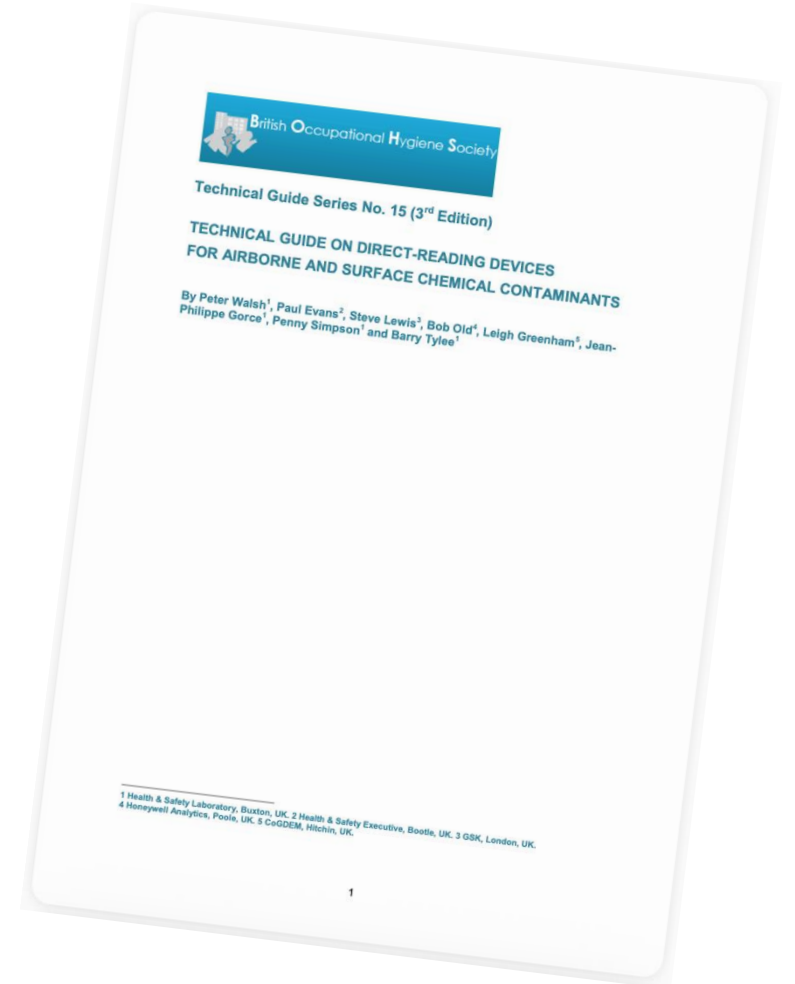 British Occupational Hygiene Society
Technical Guide Series No. 15 (3rd Edition)
TECHNICAL GUIDE ON DIRECT-READING DEVICES
FOR AIRBORNE AND SURFACE CHEMICAL CONTAMINANTS
By Peter Walsh1, Paul Evans2, Steve Lewis3, Bob Old4, Leigh Greenham5, Jean-
Philippe Gorce1, Penny Simpson1 and Barry Tylee1
1 Health & Safety Laboratory, Buxton, UK. 2 Health & Safety Executive, Bootle, UK. 3 GSK, London, UK.
4 Honeywell Analytics, Poole, UK. 5 CoGDEM, Hitchin, UK.
1